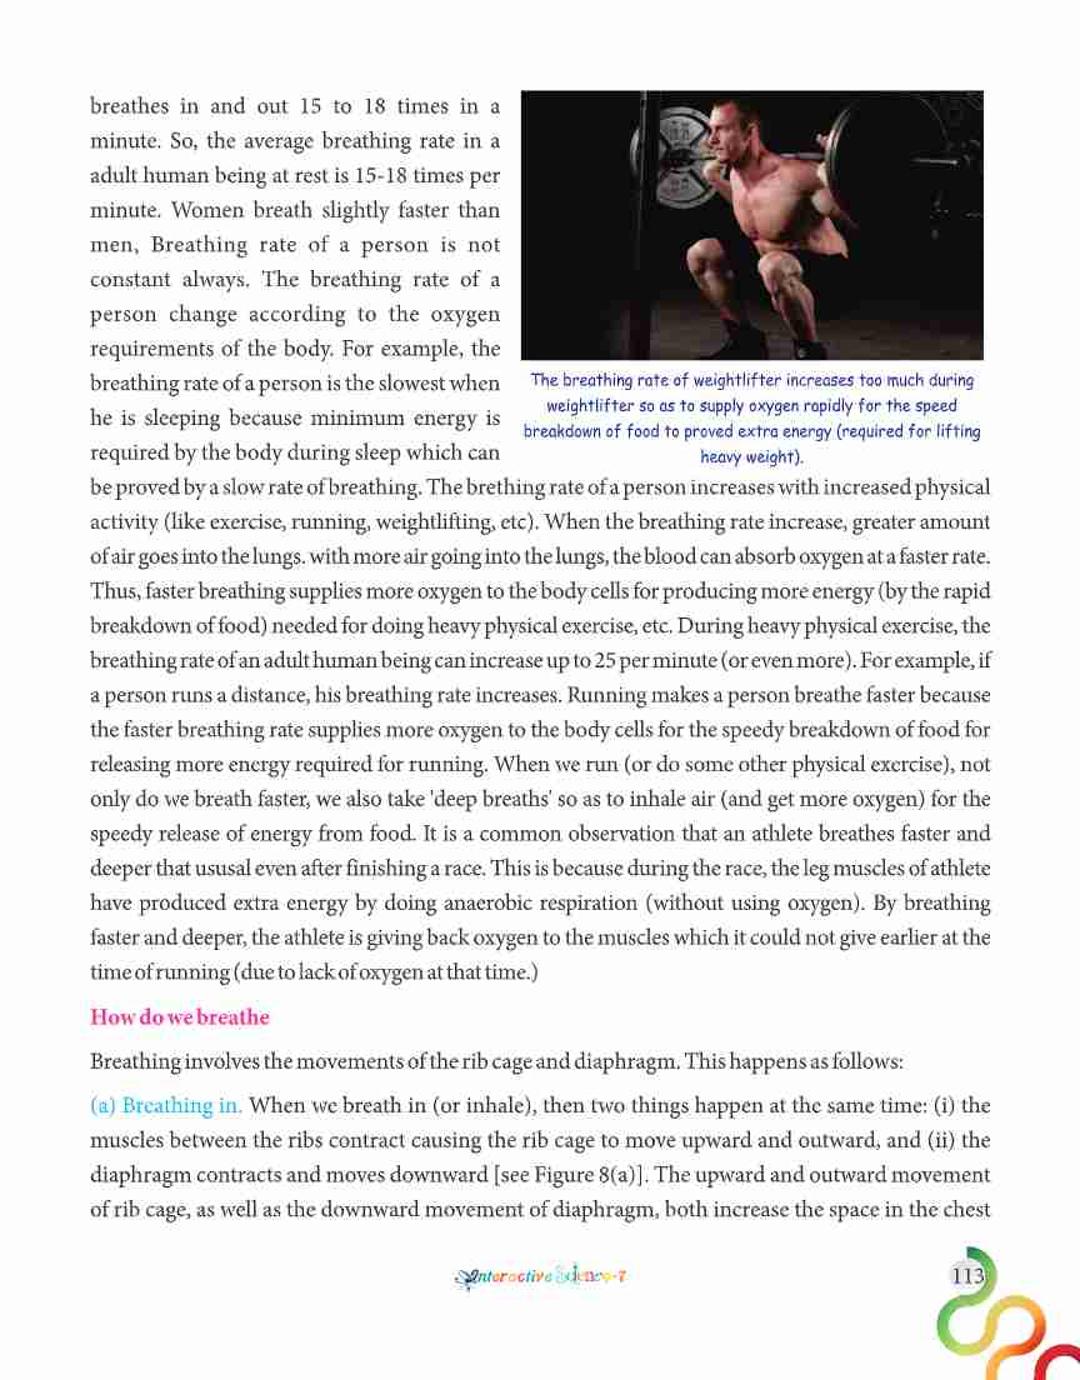 breathes in and out 15 to 18 times in a
minute. So, the average breathing rate in a
adult human being at rest is 15-18 times per
minute. Women breath slightly faster than
men, Breathing rate of a person is not
constant always. The breathing rate of a
person change according to the oxygen
requirements of the body. For example, the
breathing rate of a person is the slowest when
he is sleeping because minimum energy is
required by the body during sleep which can
The breathing rate of weightlifter increases too much during
weightlifter so as to supply oxygen rapidly for the speed
breakdown of food to proved extra energy (required for lifting
heavy weight).
be proved by a slow rate of breathing. The brething rate of a person increases with increased physical
activity (like exercise, running, weightlifting, etc). When the breathing rate increase, greater amount
of air goes into the lungs. with more air going into the lungs, the blood can absorb oxygen at a faster rate.
Thus, faster breathing supplies more oxygen to the body cells for producing more energy (by the rapid
breakdown of food) needed for doing heavy physical exercise, etc. During heavy physical exercise, the
breathing rate of an adult human being can increase up to 25 per minute (or even more). For example, if
a person runs a distance, his breathing rate increases. Running makes a person breathe faster because
the faster breathing rate supplies more oxygen to the body cells for the speedy breakdown of food for
releasing more energy required for running. When we run (or do some other physical exercise), not
only do we breath faster, we also take 'deep breaths' so as to inhale air (and get more oxygen) for the
speedy release of energy from food. It is a common observation that an athlete breathes faster and
deeper that ususal even after finishing a race. This is because during the race, the leg muscles of athlete
have produced extra energy by doing anaerobic respiration (without using oxygen). By breathing
faster and deeper, the athlete is giving back oxygen to the muscles which it could not give earlier at the
time of running (due to lack of oxygen at that time.)
How do we breathe
Breathing involves the movements of the rib cage and diaphragm. This happens as follows:
(a) Breathing in. When we breath in (or inhale), then two things happen at the same time: (i) the
muscles between the ribs contract causing the rib cage to move upward and outward, and (ii) the
diaphragm contracts and moves downward [see Figure 8(a)]. The upward and outward movement
of rib cage, as well as the downward movement of diaphragm, both increase the space in the chest
Interactive Science-7
113